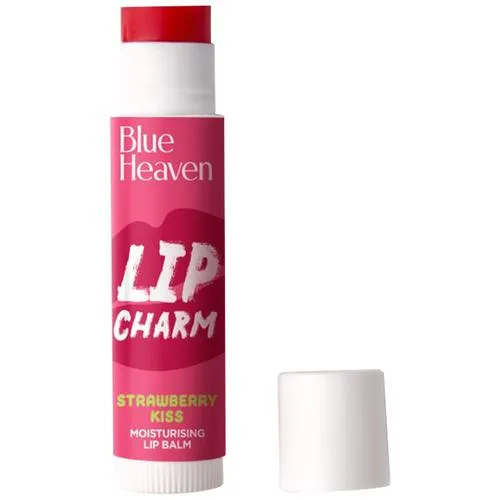 Blue
Heaven
LIP
CHARM
STRAWBERRY
KISS
MOISTURISING
LIP BALM